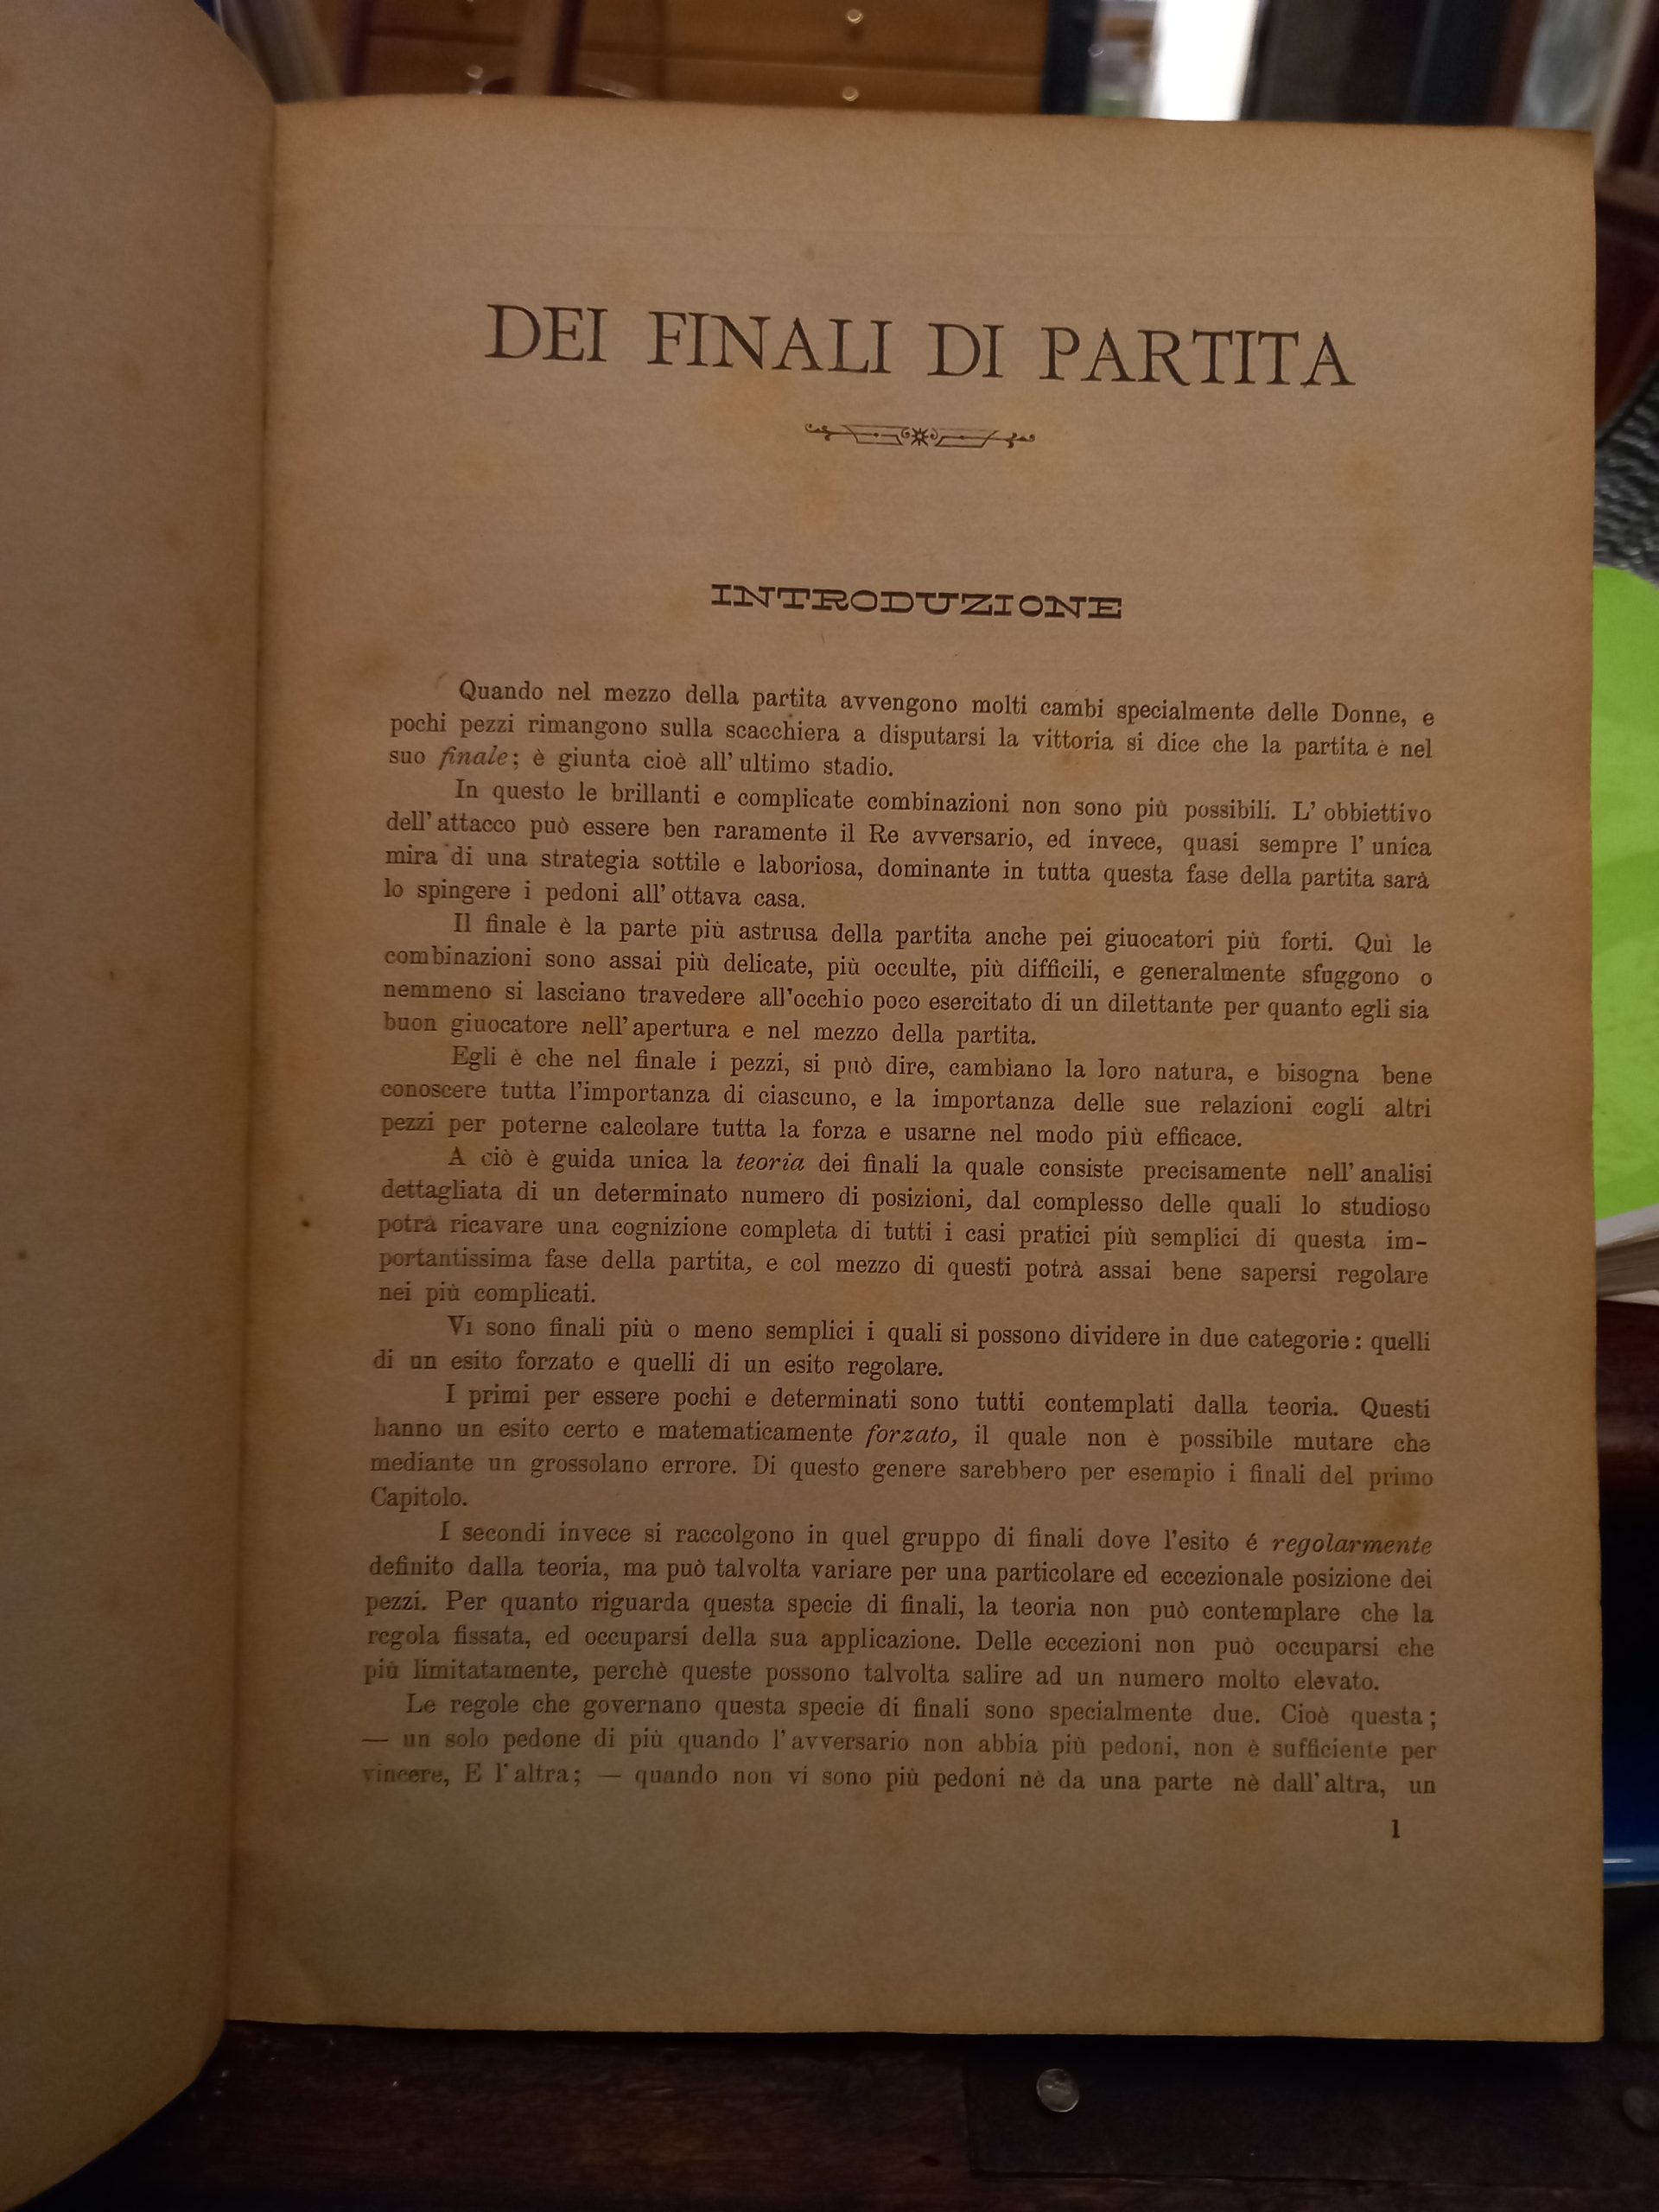 DEI FINALI DI PARTITA
INTRODUZIONE
Quando nel mezzo della partita avvengono molti cambi specialmente delle Donne, e
pochi pezzi rimangono sulla scacchiera a disputarsi la vittoria si dice che la partita è nel
suo finale; è giunta cioè all' ultimo stadio.
In questo le brillanti e complicate combinazioni non sono più possibili. L' obbiettivo
dell' attacco può essere ben raramente il Re avversario, ed invece, quasi sempre l' unica
mira di una strategia sottile e laboriosa, dominante in tutta questa fase della partita sarà
lo spingere i pedoni all' ottava casa.
Il finale è la parte più astrusa della partita anche pei giuocatori più forti. Quì le
combinazioni sono assai più delicate, più occulte, più difficili, e generalmente sfuggono o
nemmeno si lasciano travedere all'occhio poco esercitato di un dilettante per quanto egli sia
buon giuocatore nell' apertura e nel mezzo della partita.
Egli è che nel finale i pezzi, si può dire, cambiano la loro natura, e bisogna bene
conoscere tutta l'importanza di ciascuno, e la importanza delle sue relazioni cogli altri
pezzi per poterne calcolare tutta la forza e usarne nel modo più efficace.
A ciò è guida unica la teoria dei finali la quale consiste precisamente nell' analisi
dettagliata di un determinato numero di posizioni, dal complesso delle quali lo studioso
potrà ricavare una cognizione completa di tutti i casi pratici più semplici di questa im-
portantissima fase della partita, e col mezzo di questi potrà assai bene sapersi regolare
nei più complicati.
Vi sono finali più o meno semplici i quali si possono dividere in due categorie: quelli
di un esito forzato e quelli di un esito regolare.
I primi per essere pochi e determinati sono tutti contemplati dalla teoria. Questi
hanno un esito certo e matematicamente forzato, il quale non è possibile mutare che
mediante un grossolano errore. Di questo genere sarebbero per esempio i finali del primo
Capitolo.
I secondi invece si raccolgono in quel gruppo di finali dove l'esito é regolarmente
definito dalla teoria, ma può talvolta variare per una particolare ed eccezionale posizione dei
pezzi. Per quanto riguarda questa specie di finali, la teoria non può contemplare che la
regola fissata, ed occuparsi della sua applicazione. Delle eccezioni non può occuparsi che
più limitatamente, perchè queste possono talvolta salire ad un numero molto elevato.
Le regole che governano questa specie di finali sono specialmente due. Cioè questa;
— un solo pedone di più quando l' avversario non abbia più pedoni, non è sufficiente per
vincere, E l' altra; — quando non vi sono più pedoni nè da una parte nè dall' altra, un
1